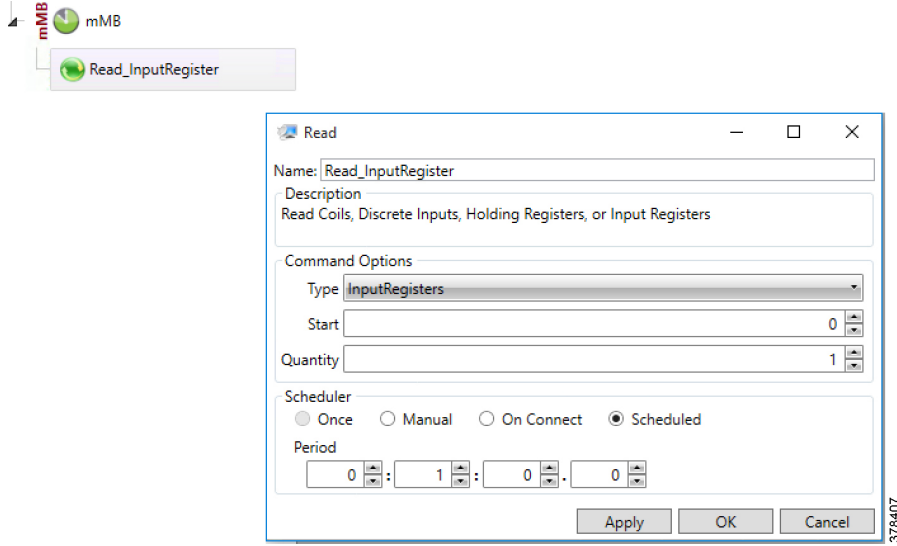 mMB
mMB
Read_InputRegister
Read
Name: Read_InputRegister
Description
Read Coils, Discrete Inputs, Holding Registers, or Input Registers
Command Options
Type InputRegisters
Start 0
Quantity 1
Scheduler
Once Manual On Connect Scheduled
Period
0 : 1 : 0 . 0
Apply OK Cancel
378407